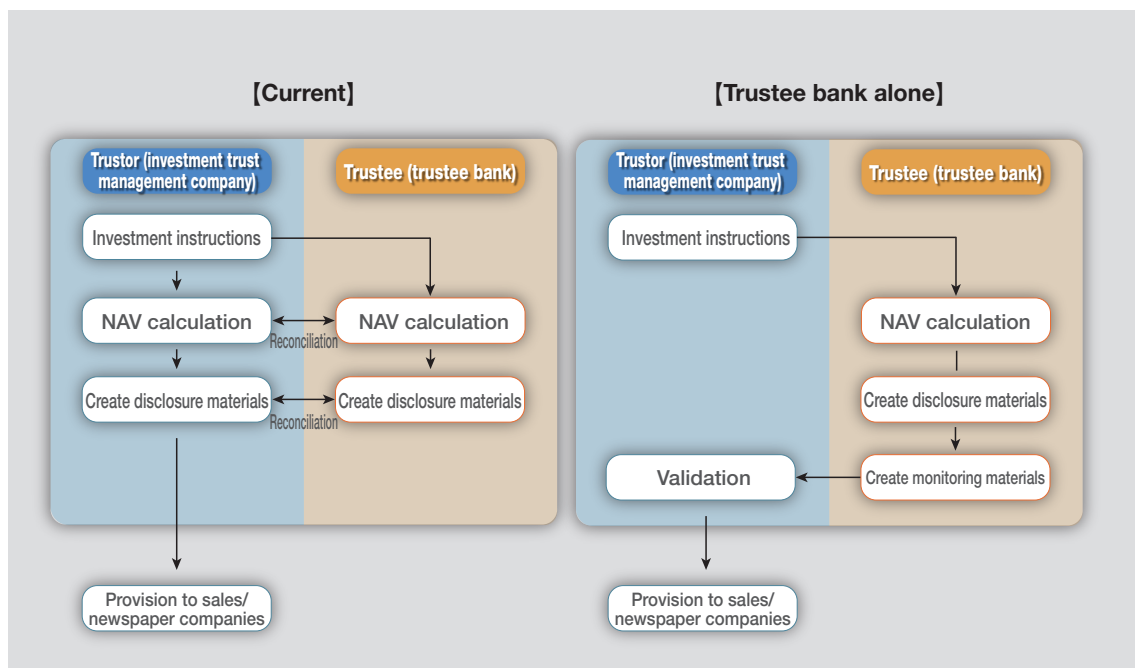 【Current】
Trustor (investment trust
management company)
Trustee (trustee bank)
Investment instructions
NAV calculation
Reconciliation
NAV calculation
Create disclosure materials
Reconciliation
Create disclosure materials
Provision to sales/
newspaper companies
【Trustee bank alone】
Trustor (investment trust
management company)
Trustee (trustee bank)
Investment instructions
NAV calculation
Create disclosure materials
Validation
Create monitoring materials
Provision to sales/
newspaper companies